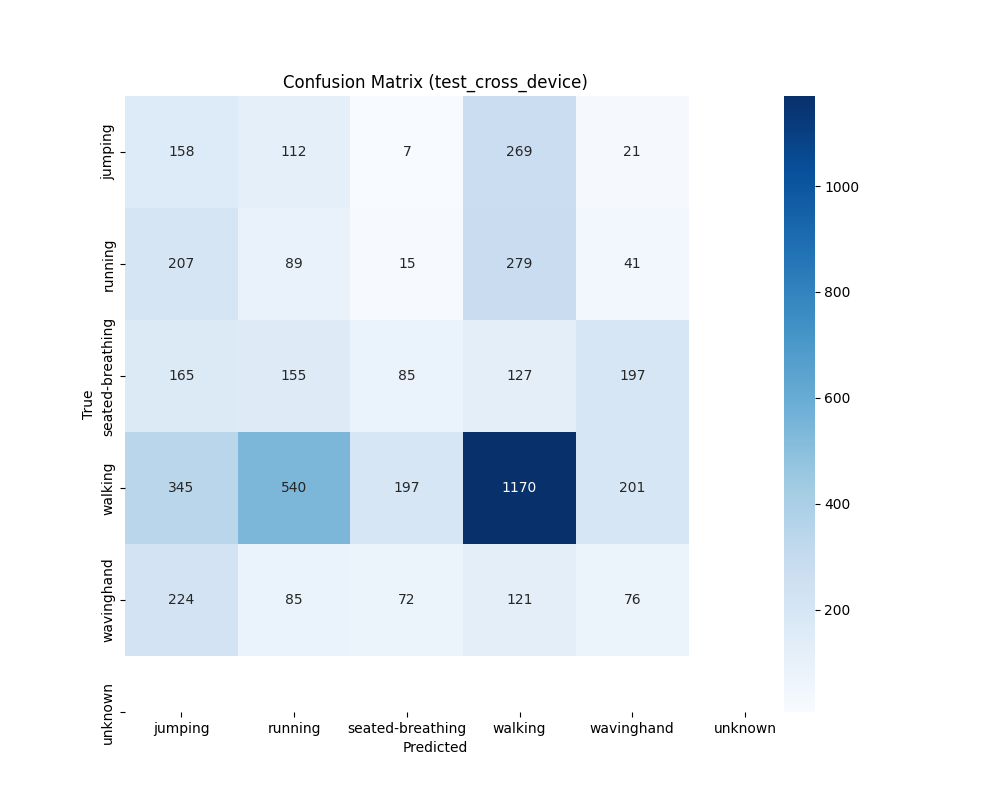 Confusion Matrix (test_cross_device)
True
jumping 158 112 7 269 21
running 207 89 15 279 41
seated-breathing 165 155 85 127 197
walking 345 540 197 1170 201
wavinghand 224 85 72 121 76
unknown
jumping running seated-breathing walking wavinghand unknown
Predicted
1000
800
600
400
200